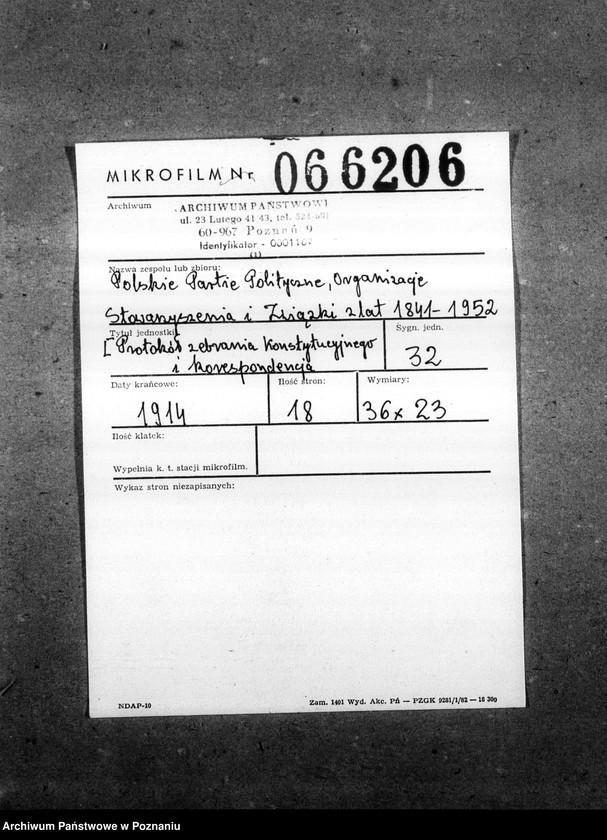 MIKROFILM Nr 066206
Archiwum
ARCHIWUM PAŃSTWOWE
ul. 23 Lutego 41/43, tel.
60-967 Poznań 9
Identyfikator -
(1)
Nazwa zespołu lub zbioru:
Polskie Partie Polityczne, Organizacje
Stowarzyszenia i Związki z lat 1841-1952
Tytuł jednostki
Sygn. jedn.
[Protokół zebrania Konstytucyjnego
i korespondencja
32
Daty krańcowe:
Ilość stron:
Wymiary:
1914
18
36x23
Ilość klatek:
Wypełnia k. t. stacji mikrofilm.
Wykaz stron niezapisanych:
NDAP-10
Zam. 1401 Wyd. Akc. Pń — PZGK 9281/1/82 — 18 300
Archiwum Państwowe w Poznaniu